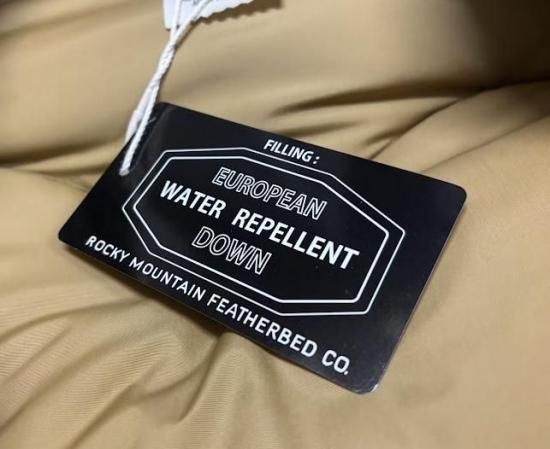 FILLING :
EUROPEAN
WATER REPELLENT
DOWN
ROCKY MOUNTAIN FEATHERBED CO.